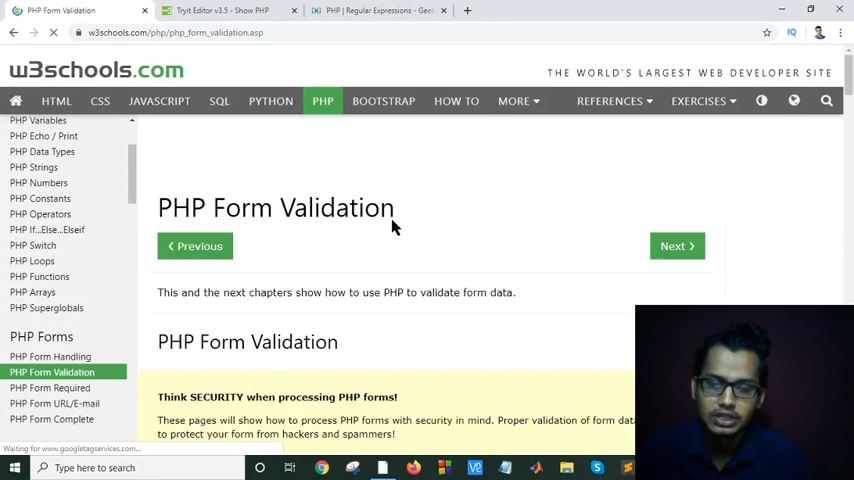 PHP Form Validation
Tryit Editor v3.5 - Show PHP
PHP | Regular Expressions - Geek
w3schools.com/php/php_form_validation.asp
w3schools.com
THE WORLD'S LARGEST WEB DEVELOPER SITE
HTML CSS JAVASCRIPT SQL PYTHON PHP BOOTSTRAP HOW TO MORE REFERENCES EXERCISES
PHP Variables
PHP Echo / Print
PHP Data Types
PHP Strings
PHP Numbers
PHP Constants
PHP Operators
PHP If...Else...Elseif
PHP Switch
PHP Loops
PHP Functions
PHP Arrays
PHP Superglobals
PHP Forms
PHP Form Handling
PHP Form Validation
PHP Form Required
PHP Form URL/E-mail
PHP Form Complete
PHP Form Validation
❮ Previous
Next ❯
This and the next chapters show how to use PHP to validate form data.
PHP Form Validation
Think SECURITY when processing PHP forms!
These pages will show how to process PHP forms with security in mind. Proper validation of form data
to protect your form from hackers and spammers!
Waiting for www.googletagservices.com...
Type here to search